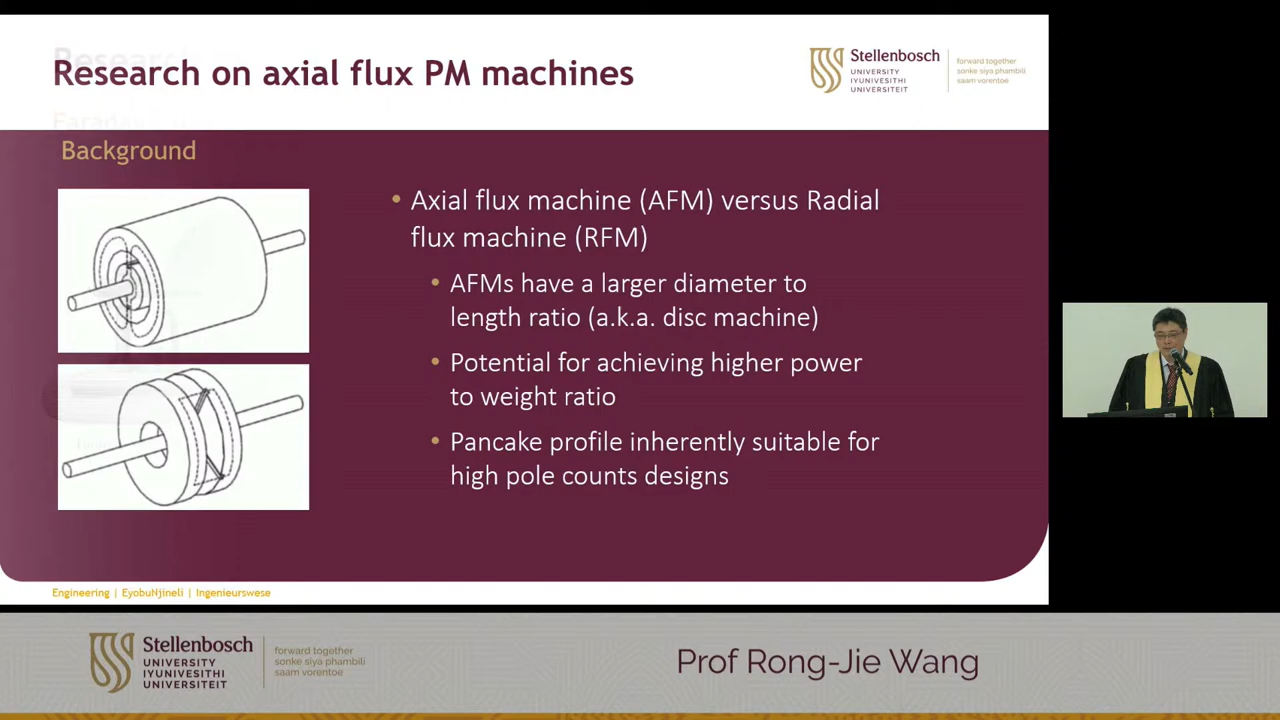 Research on axial flux PM machines
Stellenbosch
UNIVERSITY
IYUNIVESITHI
UNIVERSITEIT
forward together
sonke siya phambili
saam vorentoe
Background
• Axial flux machine (AFM) versus Radial
flux machine (RFM)
• AFMs have a larger diameter to
length ratio (a.k.a. disc machine)
• Potential for achieving higher power
to weight ratio
• Pancake profile inherently suitable for
high pole counts designs
Engineering | EyobuNjineli | Ingenieurswese
Stellenbosch
UNIVERSITY
IYUNIVESITHI
UNIVERSITEIT
forward together
sonke siya phambili
saam vorentoe
Prof Rong-Jie Wang